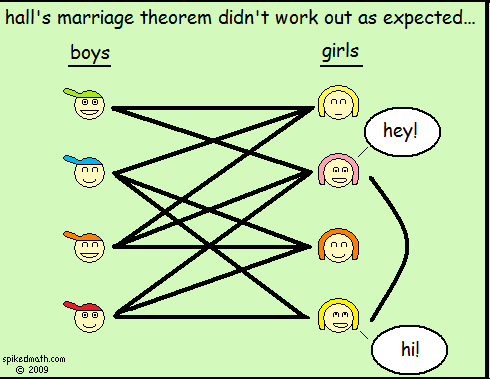 hall's marriage theorem didn't work out as expected...
boys
girls
hey!
hi!
spikedmath.com
© 2009